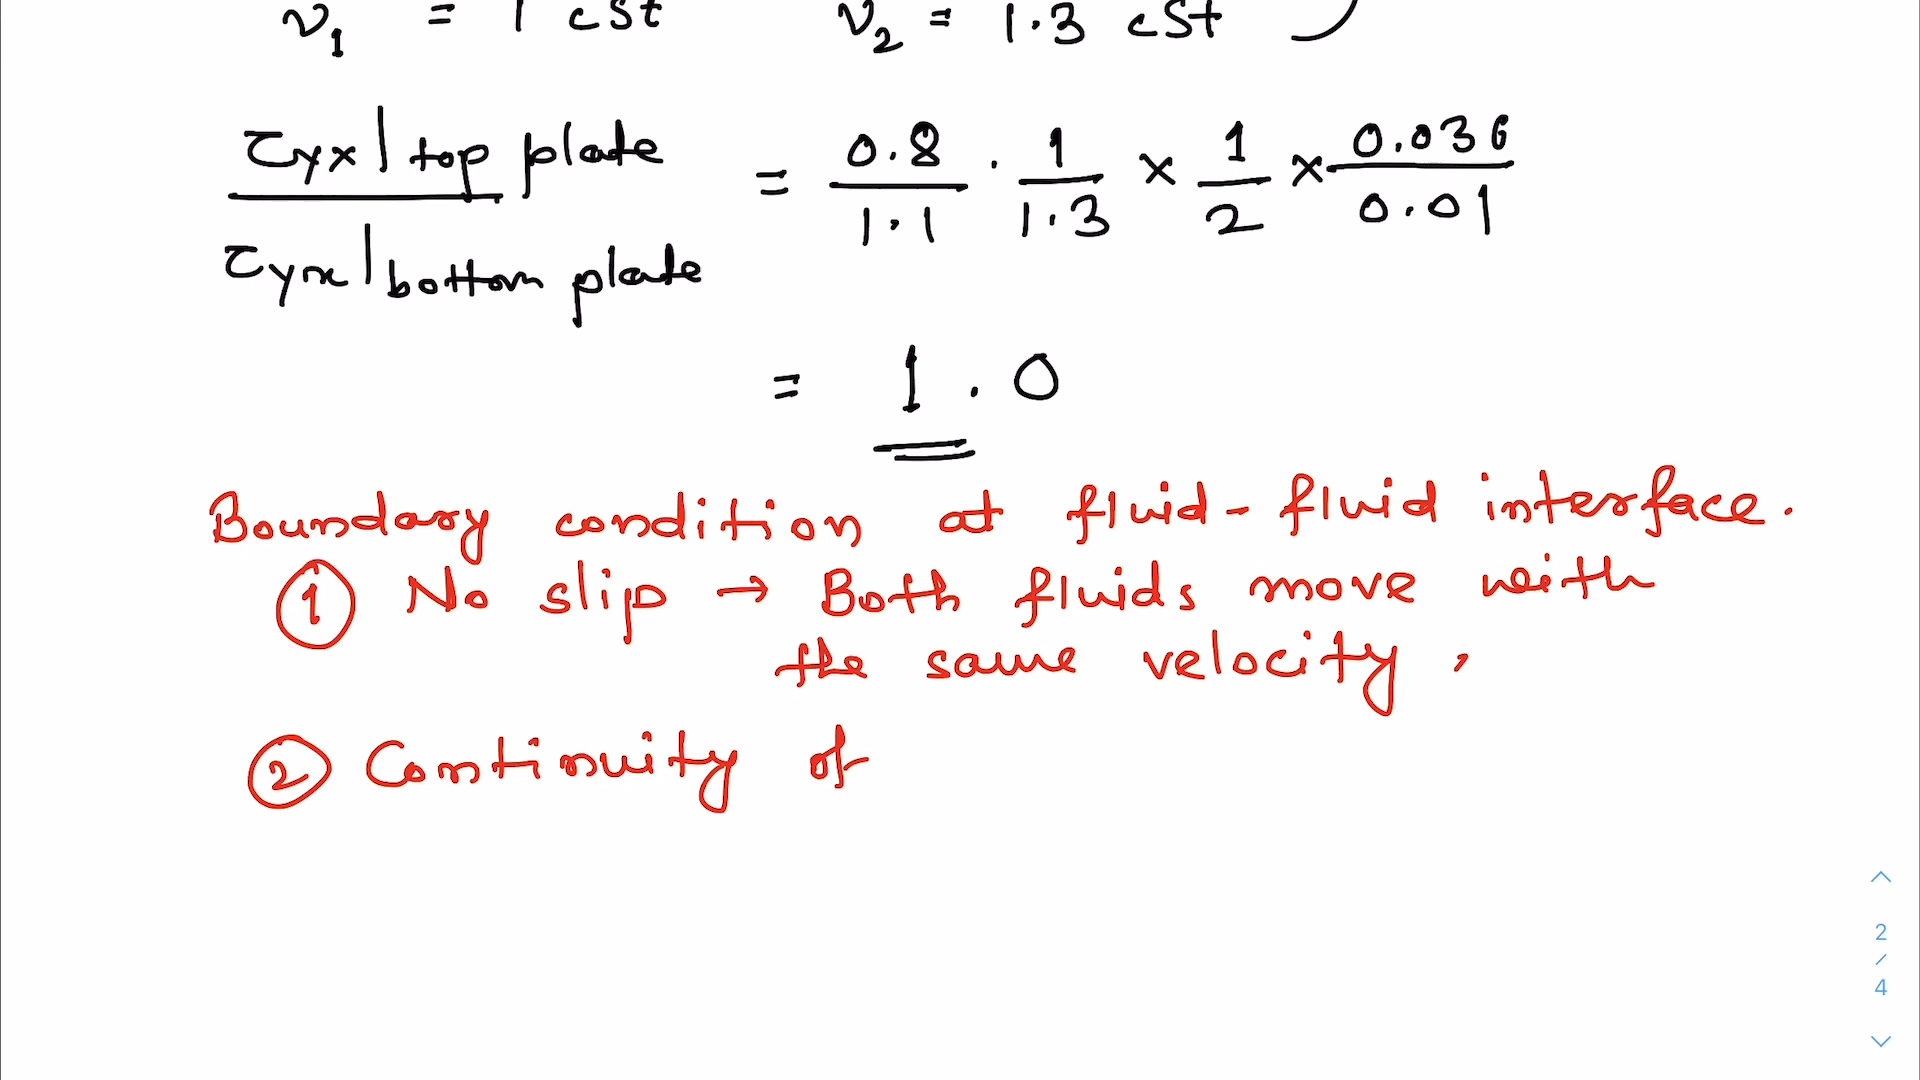 ν₁ = 1 cSt ν₂ = 1.3 cSt
τyx| top plate / τyx| bottom plate = 0.8/1.1 · 1/1.3 × 1/2 × 0.036/0.01
= 1.0
Boundary condition at fluid-fluid interface.
① No slip → Both fluids move with
the same velocity,
② Continuity of
2
/
4